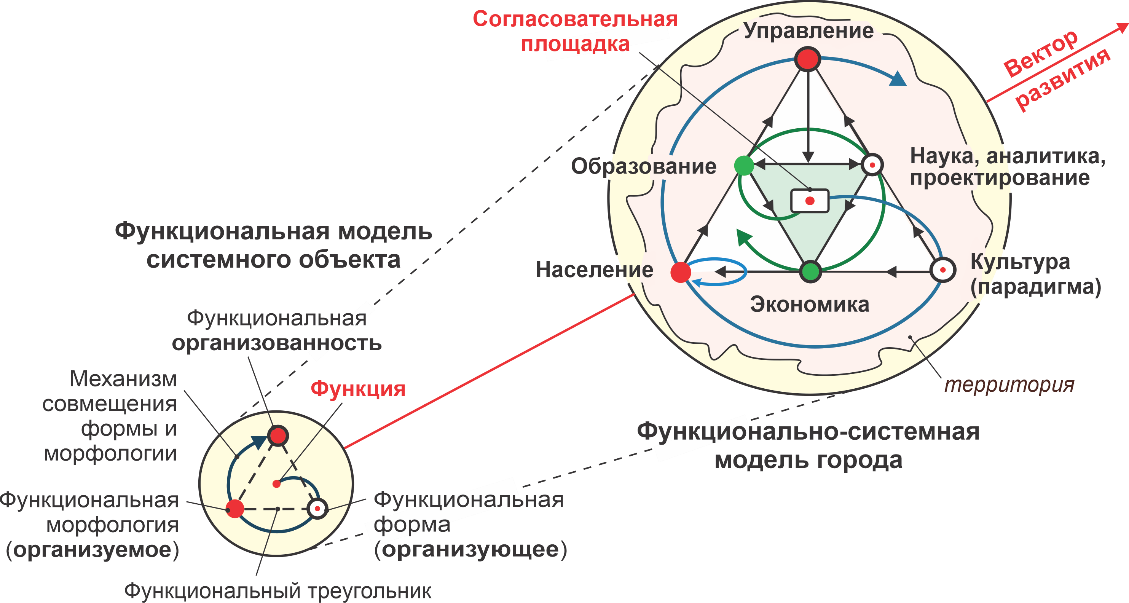 Согласовательная
площадка
Управление
Вектор
развития
Образование
Наука, аналитика,
проектирование
Население
Экономика
Культура
(парадигма)
территория
Функционально-системная
модель города
Функциональная модель
системного объекта
Функциональная
организованность
Механизм
совмещения
формы и
морфологии
Функция
Функциональная
морфология
(организуемое)
Функциональная
форма
(организующее)
Функциональный треугольник